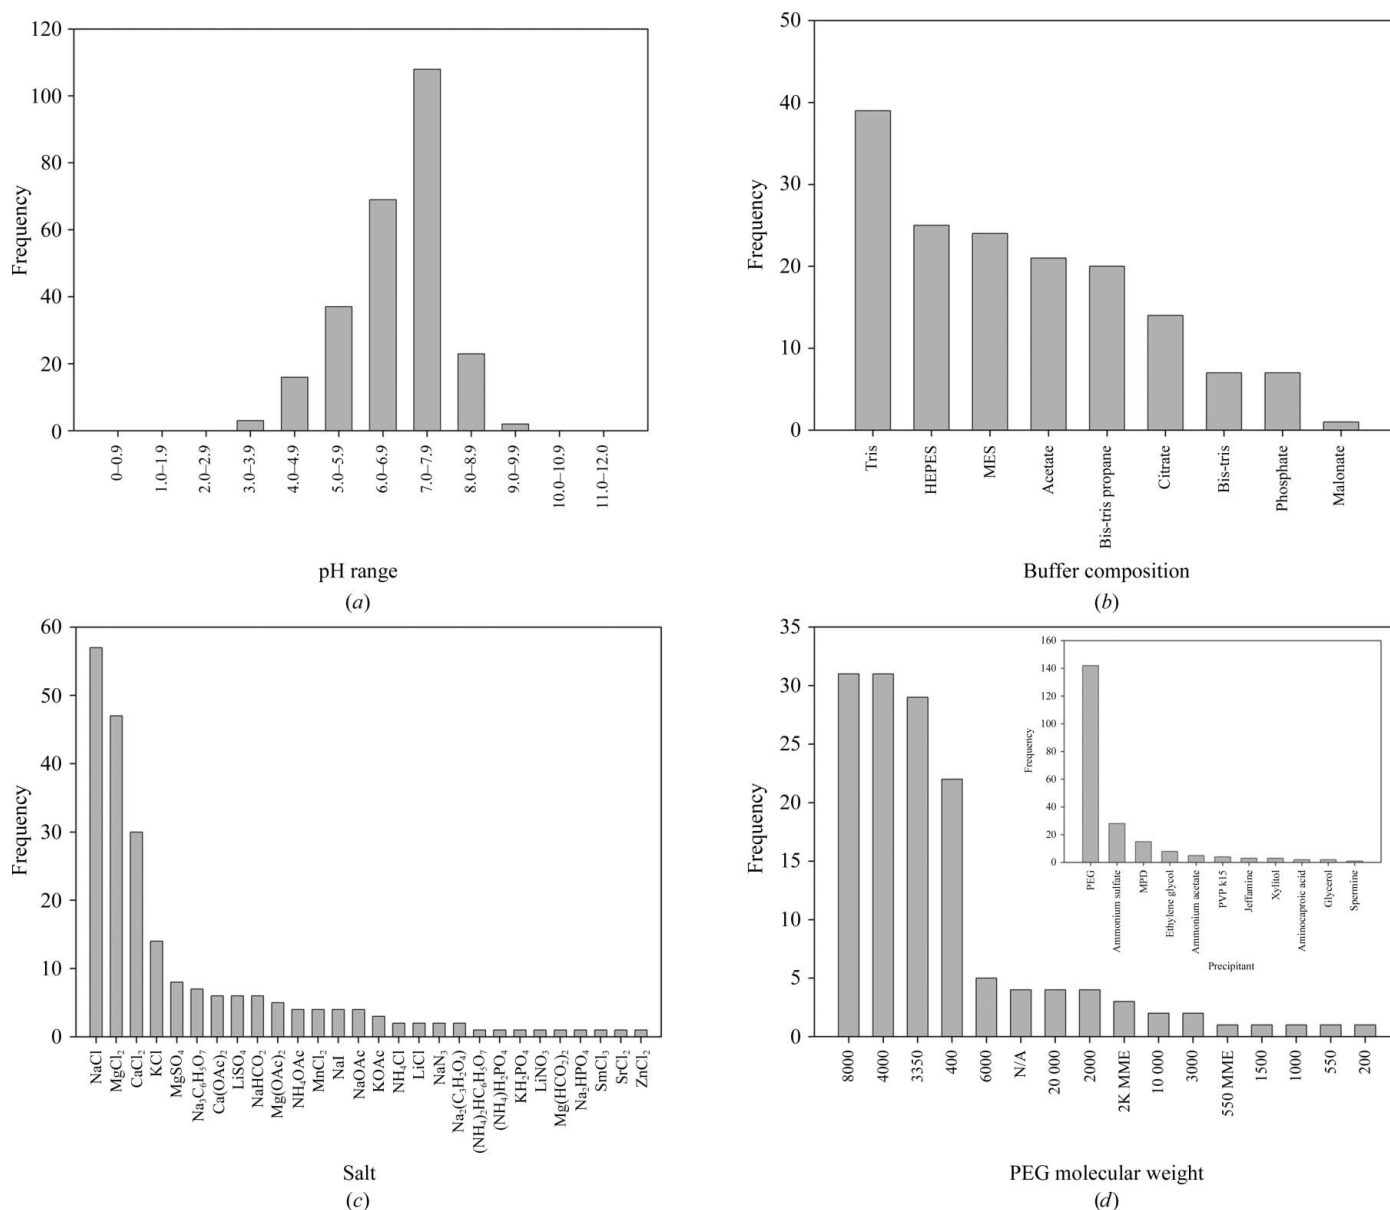 120
100
80
60
40
20
0
Frequency
0–0.9
1.0–1.9
2.0–2.9
3.0–3.9
4.0–4.9
5.0–5.9
6.0–6.9
7.0–7.9
8.0–8.9
9.0–9.9
10.0–10.9
11.0–12.0
pH range
(a)
50
40
30
20
10
0
Frequency
Tris
HEPES
MES
Acetate
Bis-tris propane
Citrate
Bis-tris
Phosphate
Malonate
Buffer composition
(b)
60
50
40
30
20
10
0
Frequency
NaCl
MgCl₂
CaCl₂
KCl
MgSO₄
Na₃C₆H₅O₇
Ca(OAc)₂
LiSO₄
NaHCO₂
Mg(OAc)₂
NH₄OAc
MnCl₂
NaI
NaOAc
KOAc
NH₄Cl
LiCl
NaN₃
Na₂(C₃H₂O₄)
(NH₄)₂HC₆H₅O₇
(NH₄)H₂PO₄
KH₂PO₄
LiNO₃
Mg(HCO₂)₂
Na₂HPO₄
SmCl₃
SrCl₂
ZnCl₂
Salt
(c)
35
30
25
20
15
10
5
0
Frequency
8000
4000
3350
400
6000
N/A
20 000
2000
2K MME
10 000
3000
550 MME
1500
1000
550
200
PEG molecular weight
(d)
160
140
120
100
80
60
40
20
0
Frequency
PEG
Ammonium sulfate
MPD
Ethylene glycol
Ammonium acetate
PVP k15
Jeffamine
Xylitol
Aminocaproic acid
Glycerol
Spermine
Precipitant